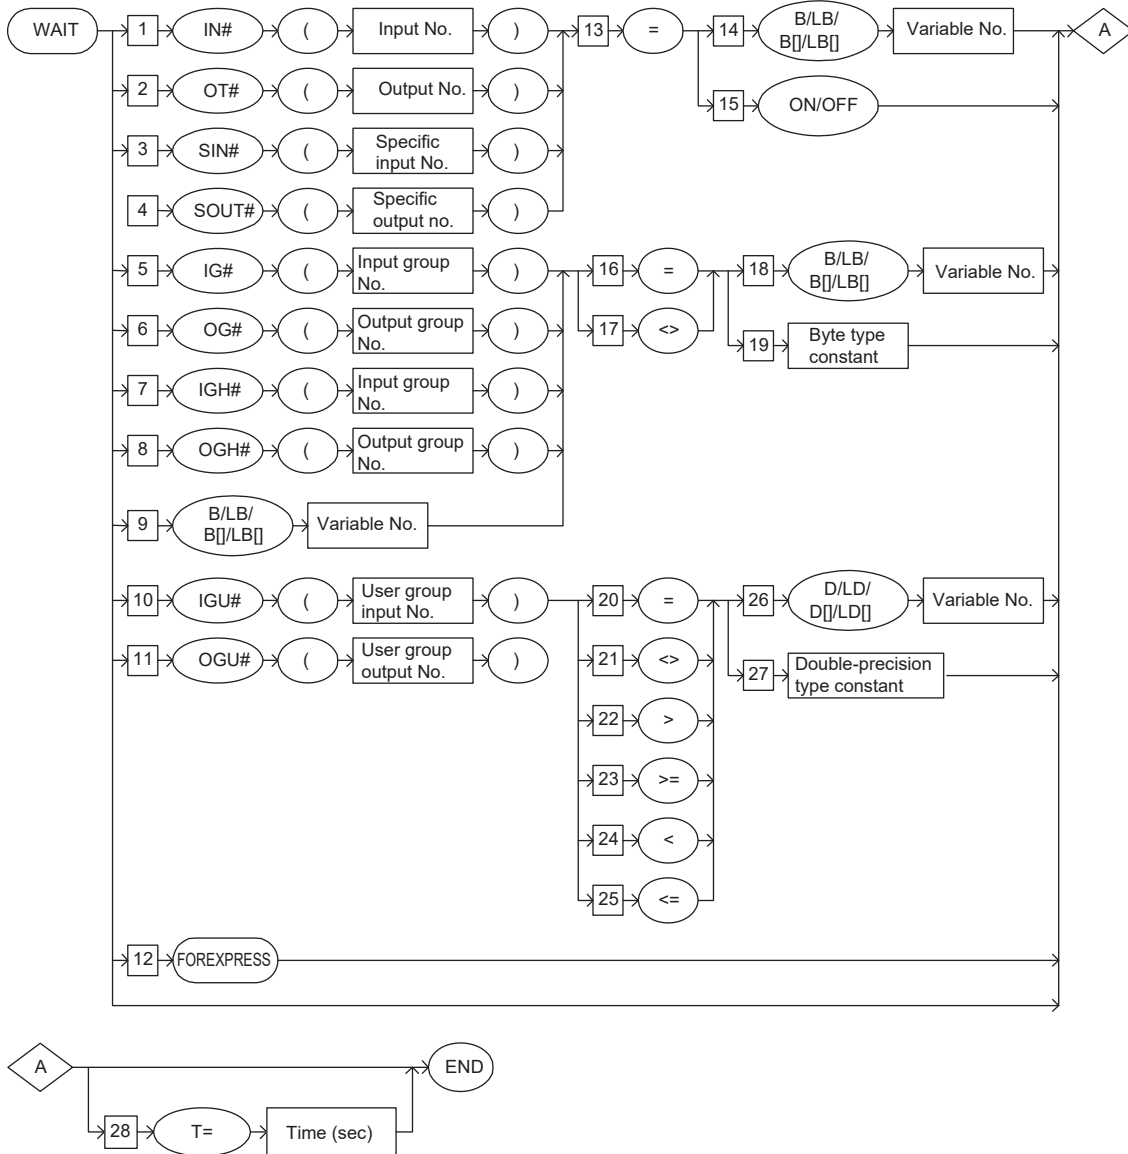 WAIT 1 IN# ( Input No. ) 13 = 14 B/LB/ B[]/LB[] Variable No. A
2 OT# ( Output No. ) 15 ON/OFF
3 SIN# ( Specific input No. )
4 SOUT# ( Specific output no. )
5 IG# ( Input group No. ) 16 = 18 B/LB/ B[]/LB[] Variable No.
6 OG# ( Output group No. ) 17 <> 19 Byte type constant
7 IGH# ( Input group No. )
8 OGH# ( Output group No. )
9 B/LB/ B[]/LB[] Variable No.
10 IGU# ( User group input No. ) 20 = 26 D/LD/ D[]/LD[] Variable No.
11 OGU# ( User group output No. ) 21 <> 27 Double-precision type constant
22 >
23 >=
24 <
25 <=
12 FOREXPRESS
A END
28 T= Time (sec)